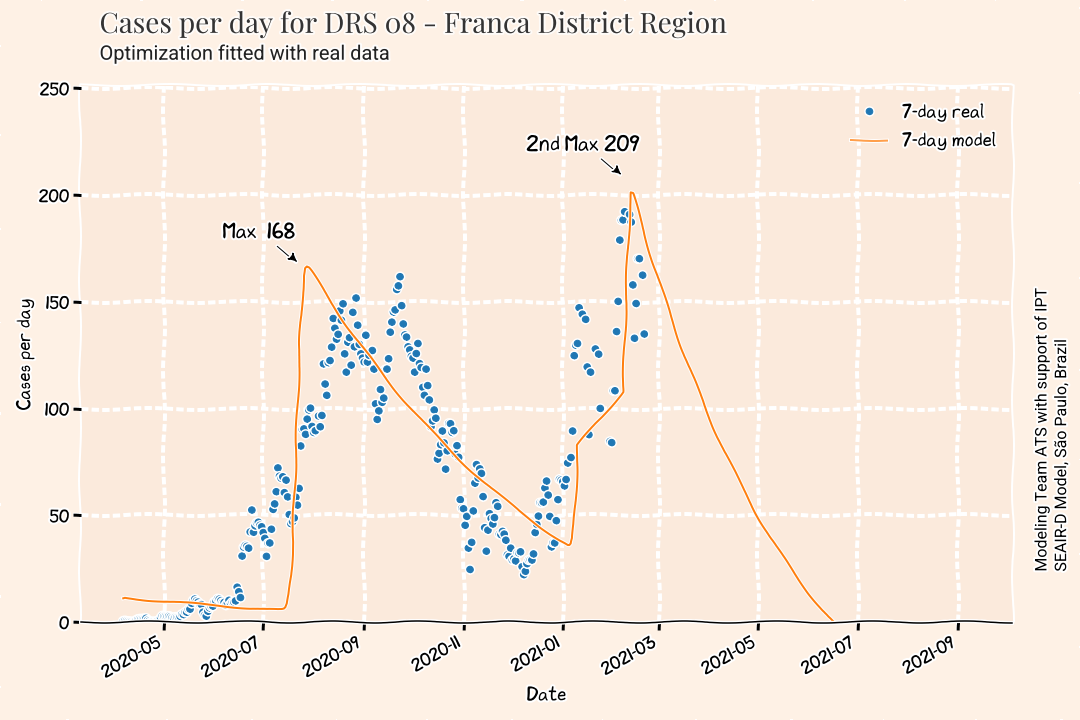 Cases per day for DRS 08 - Franca District Region
Optimization fitted with real data
250
200
150
100
50
0
Cases per day
7-day real
7-day model
2nd Max 209
Max 168
2020-05
2020-07
2020-09
2020-11
2021-01
2021-03
2021-05
2021-07
2021-09
Date
Modeling Team ATS with support of IPT
SEAIR-D Model, São Paulo, Brazil